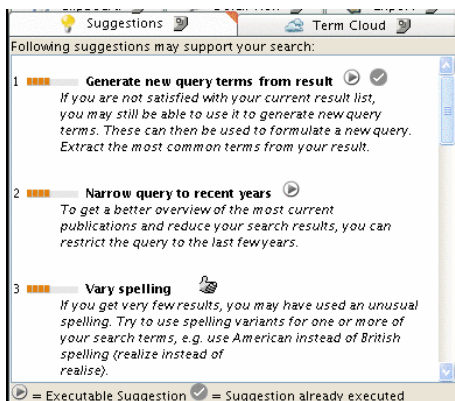 Suggestions
Term Cloud
Following suggestions may support your search:
1 Generate new query terms from result
If you are not satisfied with your current result list,
you may still be able to use it to generate new query
terms. These can then be used to formulate a new query.
Extract the most common terms from your result.
2 Narrow query to recent years
To get a better overview of the most current
publications and reduce your search results, you can
restrict the query to the last few years.
3 Vary spelling
If you get very few results, you may have used an unusual
spelling. Try to use spelling variants for one or more of
your search terms, e.g. use American instead of British
spelling (realize instead of
realise).
= Executable Suggestion = Suggestion already executed